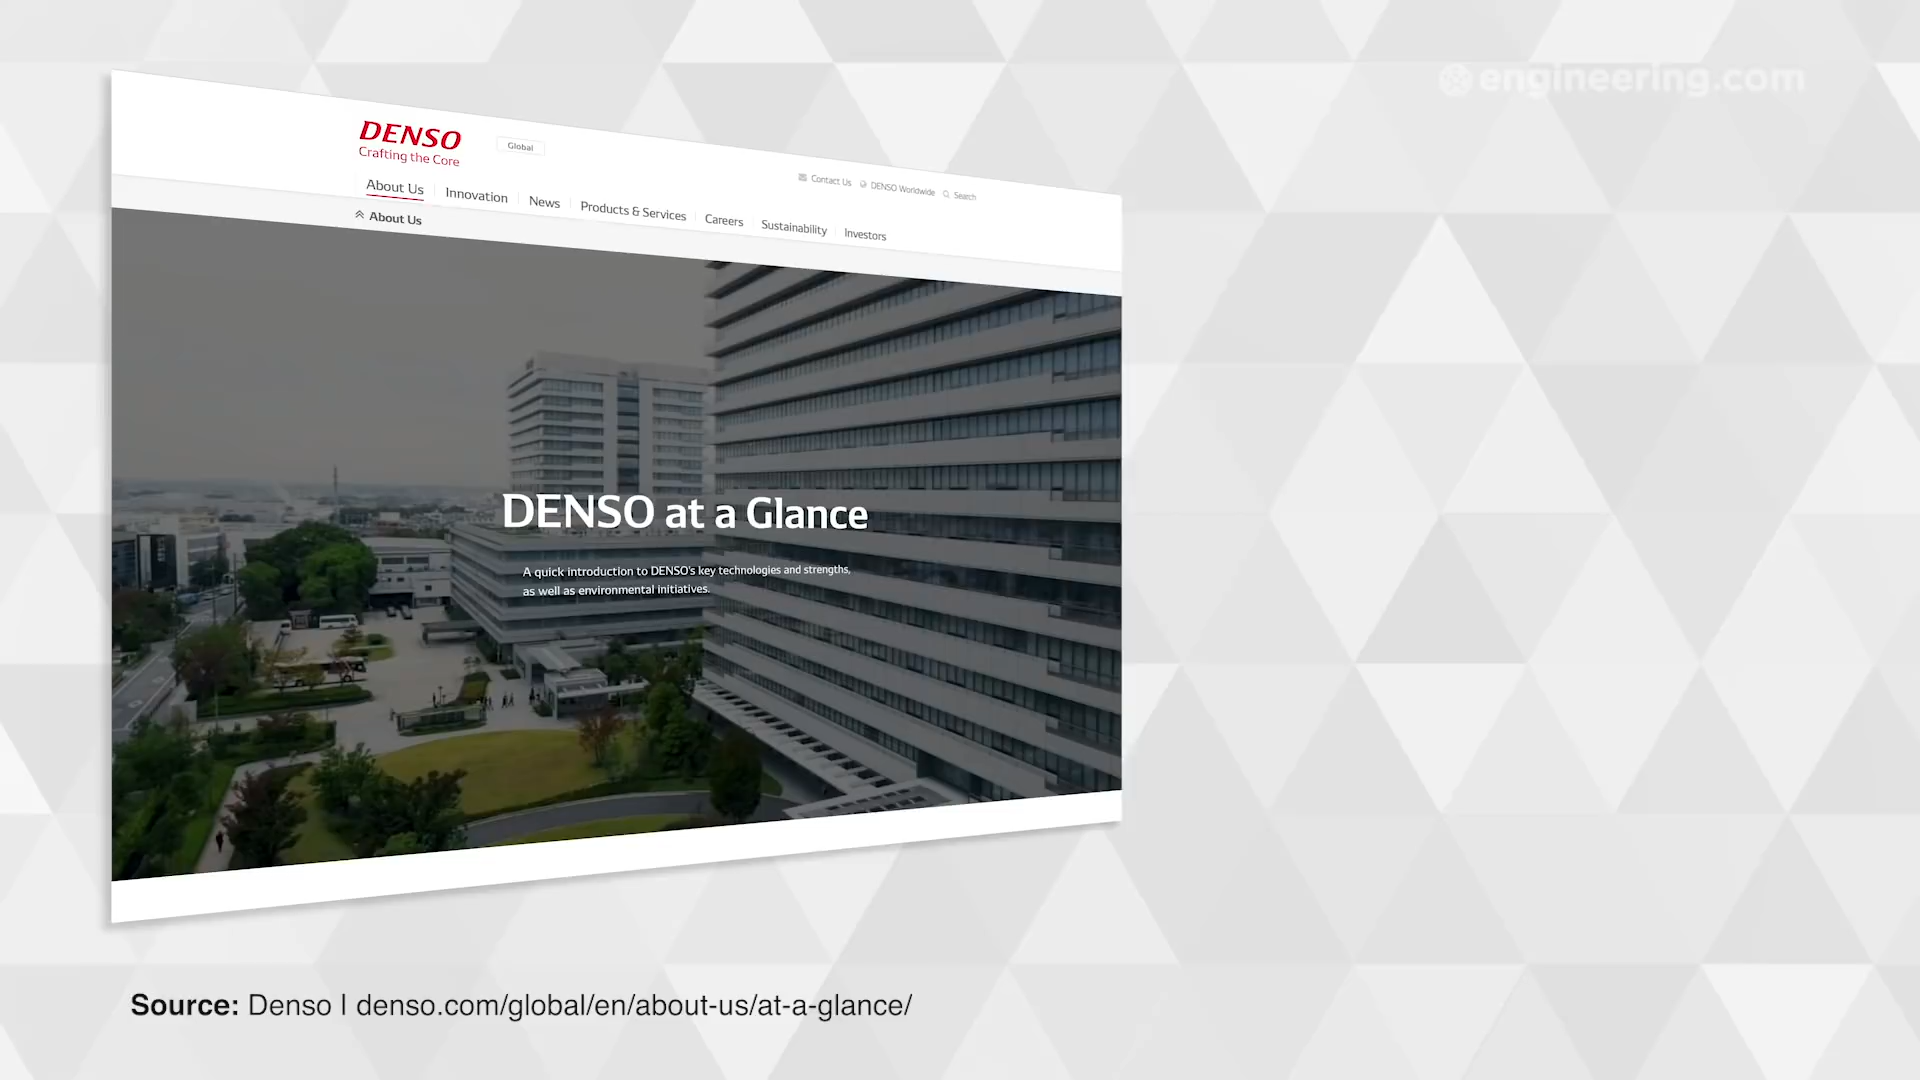 engineering.com
DENSO
Crafting the Core
Global
Contact Us
DENSO Worldwide
Search
About Us
Innovation
News
Products & Services
Careers
Sustainability
Investors
About Us
DENSO at a Glance
A quick introduction to DENSO's key technologies and strengths,
as well as environmental initiatives.
Source: Denso | denso.com/global/en/about-us/at-a-glance/